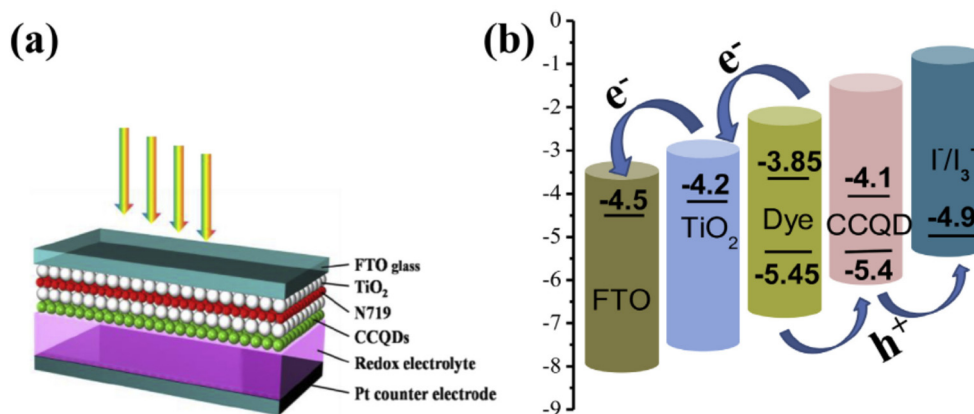 (a)
FTO glass
TiO₂
N719
CCQDs
Redox electrolyte
Pt counter electrode
(b)
0
-1
-2
-3
-4
-5
-6
-7
-8
-9
e⁻
e⁻
-4.5
FTO
-4.2
TiO₂
-3.85
Dye
-5.45
-4.1
CCQD
-5.4
I⁻/I₃⁻
-4.9
h⁺